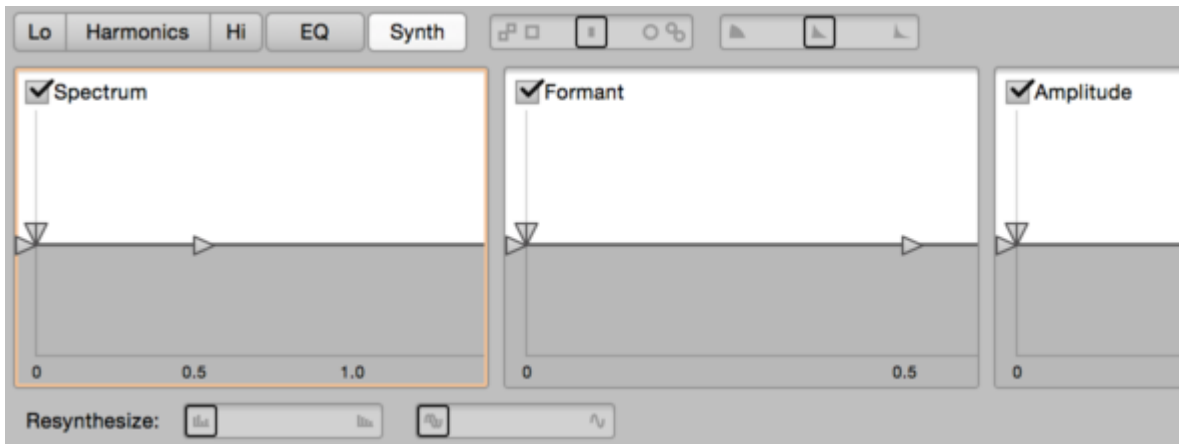 Lo Harmonics Hi EQ Synth
Spectrum Formant Amplitude
0 0.5 1.0 0 0.5 0
Resynthesize: